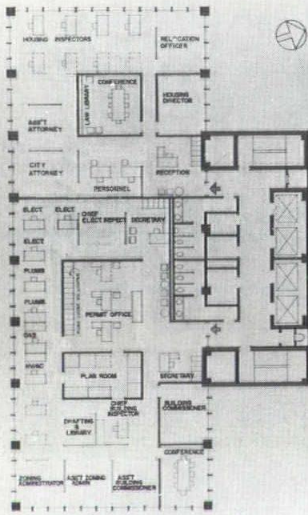 HOUSING INSPECTORS
RELOCATION OFFICER
CONFERENCE
LAW LIBRARY
HOUSING DIRECTOR
ASS'T ATTORNEY
CITY ATTORNEY
PERSONNEL
RECEPTION
ELECT
ELECT
CHIEF ELECT INSPECT
SECRETARY
ELECT
PLUMB
PLUMB
GAS
HVAC
PERMIT OFFICE
PLAN ROOM
SECRETARY
CHIEF BUILDING INSPECTOR
BUILDING COMMISSIONER
DRAFTING & LIBRARY
CONFERENCE
ZONING ADMINISTRATOR
ASS'T ZONING ADMIN
ASS'T BUILDING COMMISSIONER